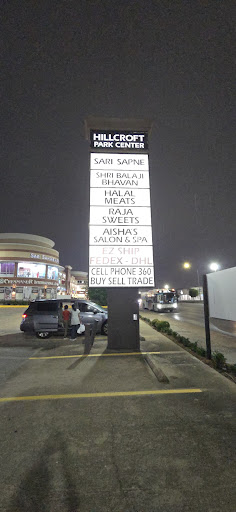 HILLCROFT
PARK CENTER
SARI SAPNE
SHRI BALAJI
BHAVAN
HALAL
MEATS
RAJA
SWEETS
AISHA'S
SALON & SPA
EZ SHIP
FEDEX - DHL
CELL PHONE 360
BUY SELL TRADE